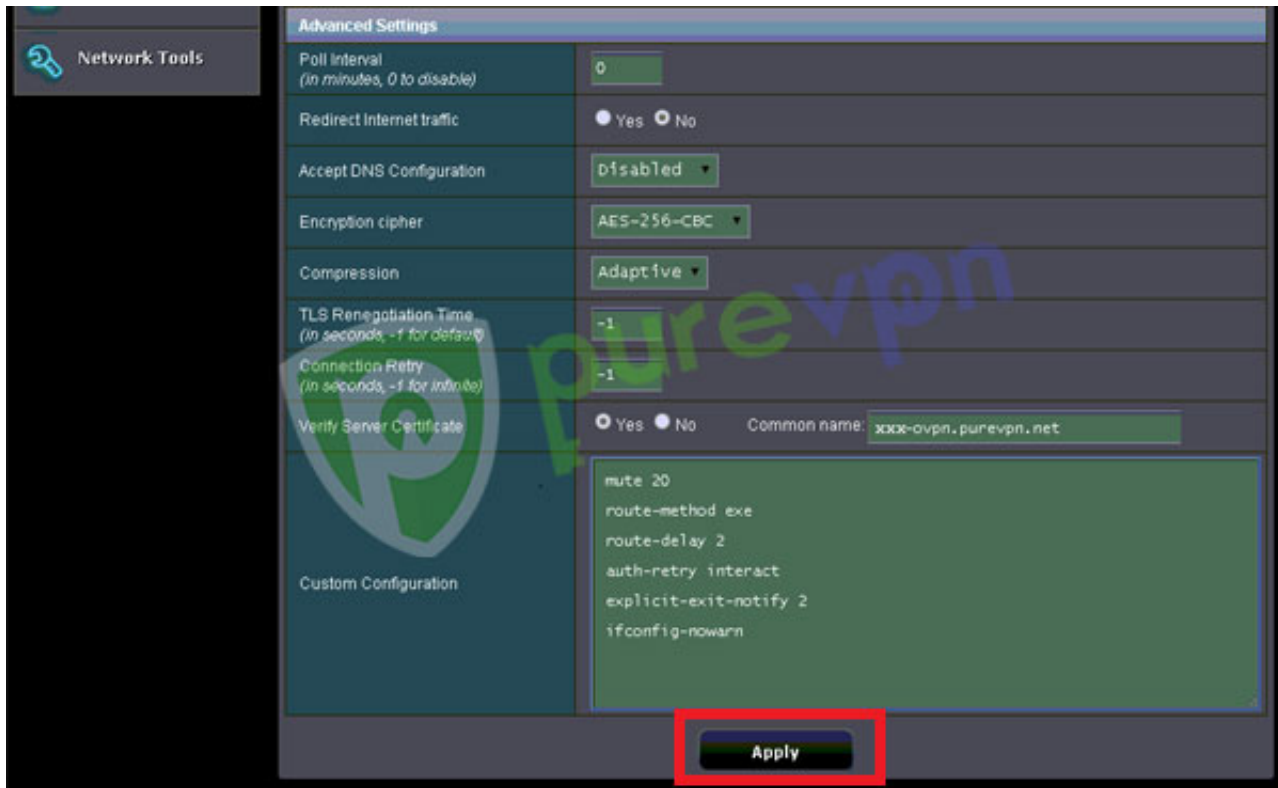 Advanced Settings
Network Tools
Poll Interval
(in minutes, 0 to disable)
0
Redirect Internet traffic
Yes No
Accept DNS Configuration
Disabled
Encryption cipher
AES-256-CBC
Compression
Adaptive
TLS Renegotiation Time
(in seconds, -1 for default)
-1
Connection Retry
(in seconds, -1 for infinite)
-1
Verify Server Certificate
Yes No Common name: xxx-ovpn.purevpn.net
Custom Configuration
mute 20
route-method exe
route-delay 2
auth-retry interact
explicit-exit-notify 2
ifconfig-nowarn
purevpn
Apply